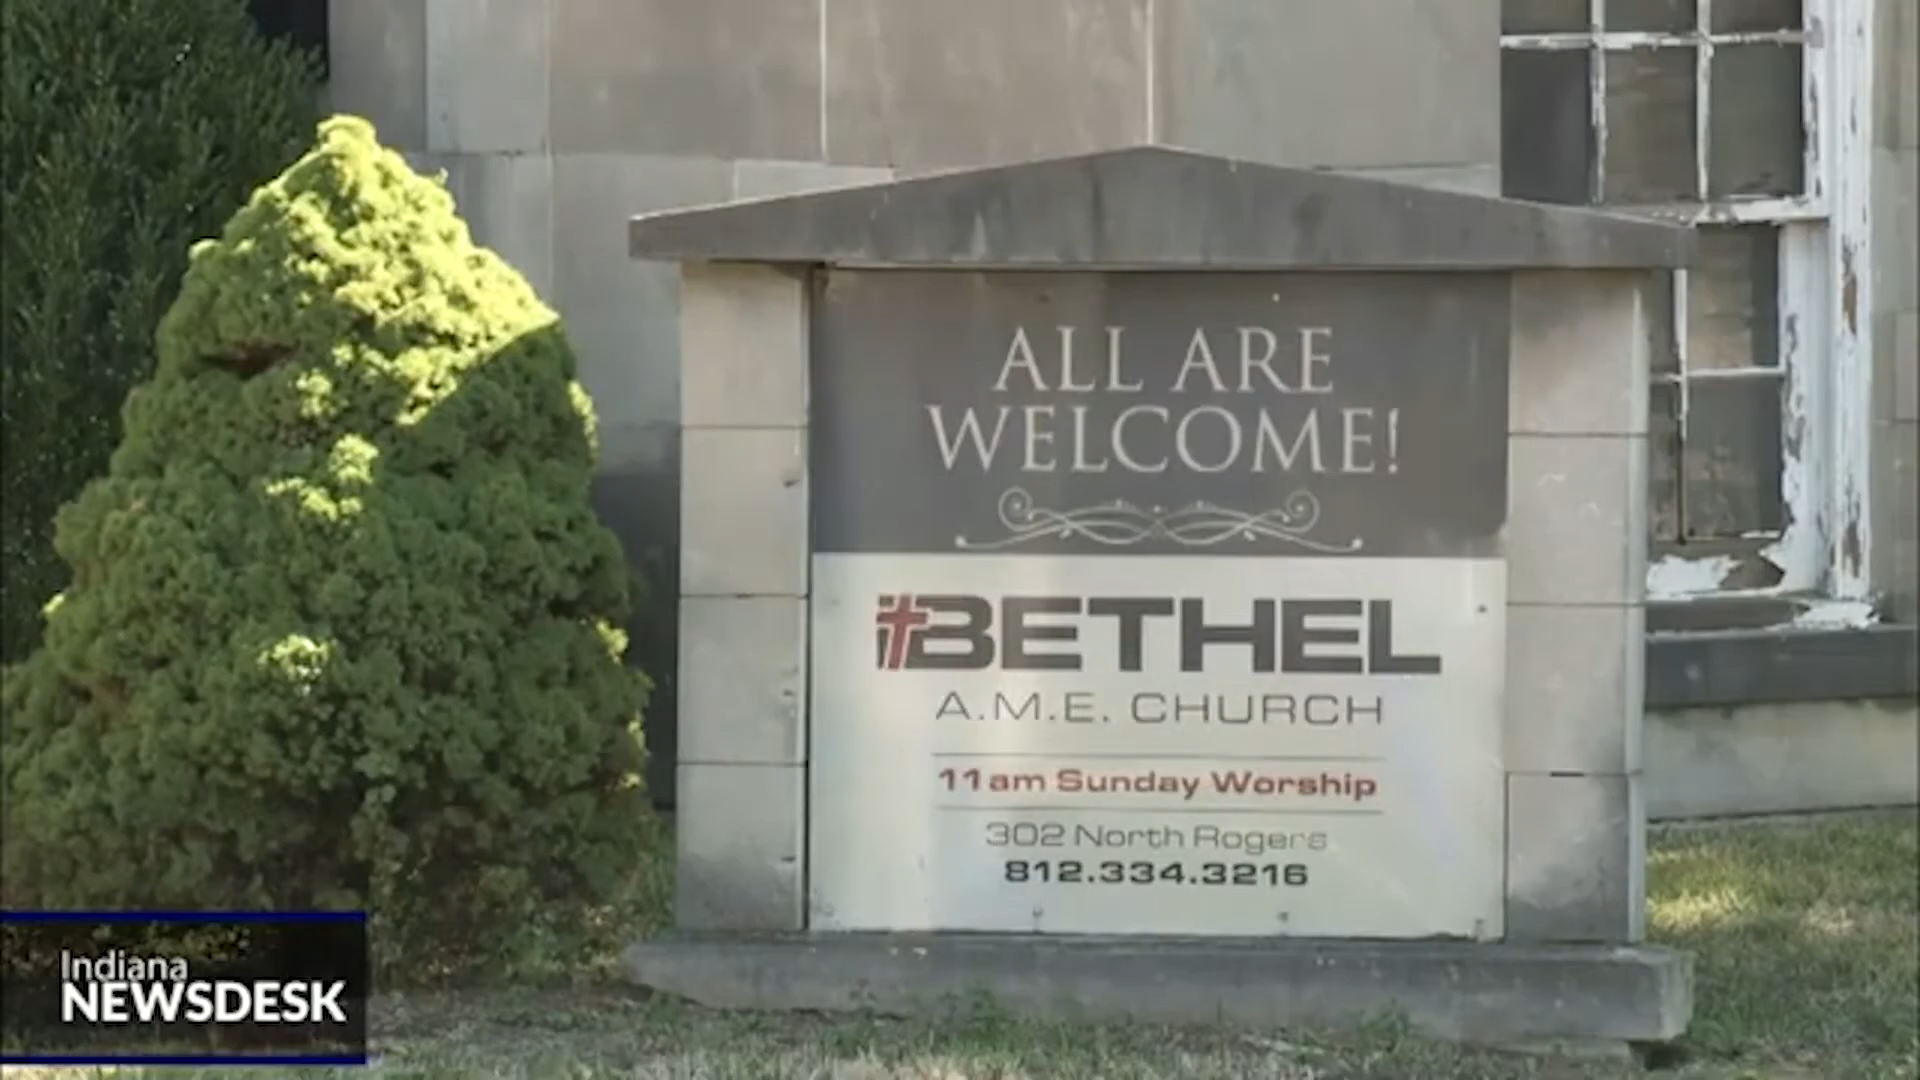 ALL ARE
WELCOME!
BETHEL
A.M.E. CHURCH
11am Sunday Worship
302 North Rogers
812.334.3216
Indiana
NEWSDESK